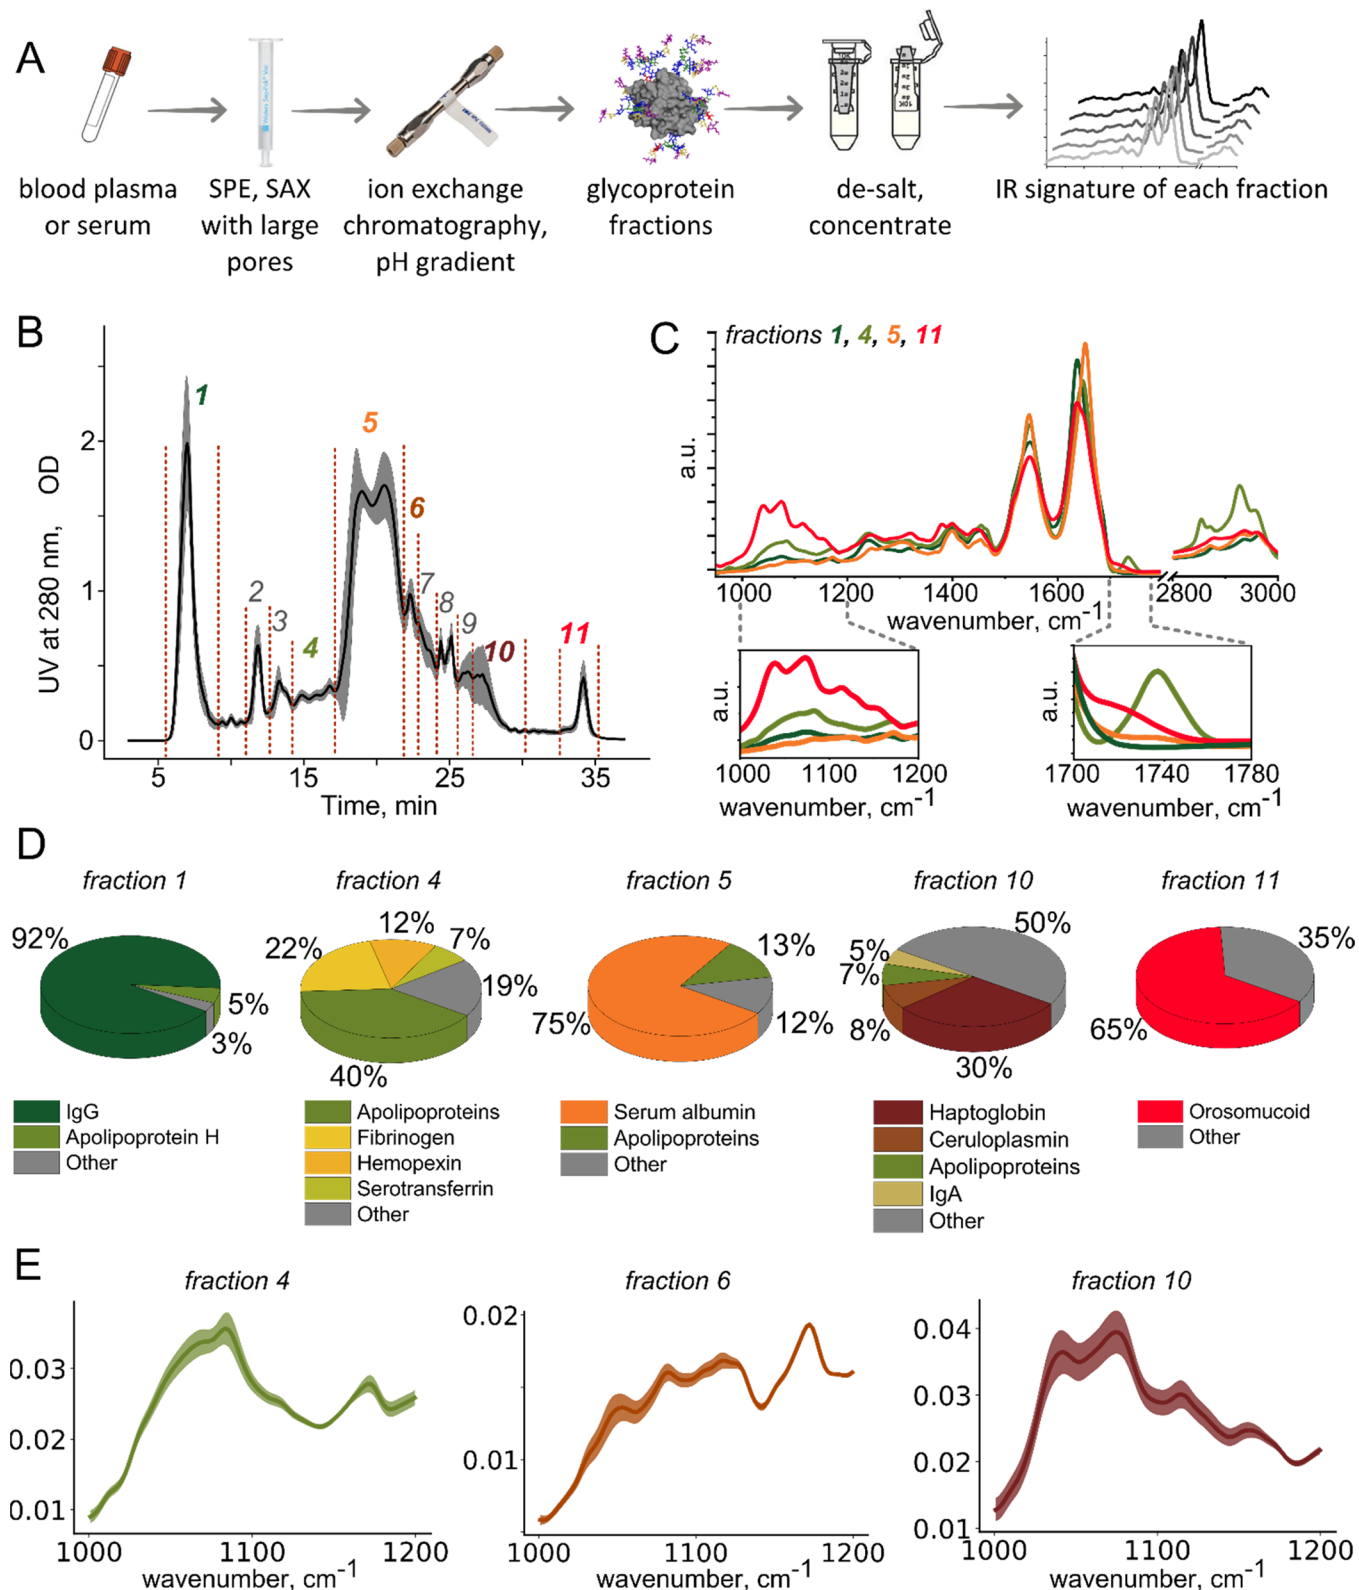 A
blood plasma
or serum
SPE, SAX
with large
pores
ion exchange
chromatography,
pH gradient
glycoprotein
fractions
de-salt,
concentrate
IR signature of each fraction
B
UV at 280 nm, OD
2
1
0
1
2
3
4
5
6
7
8
9
10
11
5
15
25
35
Time, min
C
fractions 1, 4, 5, 11
a.u.
1000
1200
1400
1600
2800
3000
wavenumber, cm-1
a.u.
1000
1100
1200
wavenumber, cm-1
a.u.
1700
1740
1780
wavenumber, cm-1
D
fraction 1
92%
5%
3%
IgG
Apolipoprotein H
Other
fraction 4
12%
22%
7%
19%
40%
Apolipoproteins
Fibrinogen
Hemopexin
Serotransferrin
Other
fraction 5
13%
75%
12%
Serum albumin
Apolipoproteins
Other
fraction 10
50%
5%
7%
8%
30%
Haptoglobin
Ceruloplasmin
Apolipoproteins
IgA
Other
fraction 11
35%
65%
Orosomucoid
Other
E
fraction 4
0.03
0.02
0.01
1000
1100
1200
wavenumber, cm-1
fraction 6
0.02
0.01
1000
1100
1200
wavenumber, cm-1
fraction 10
0.04
0.03
0.02
0.01
1000
1100
1200
wavenumber, cm-1